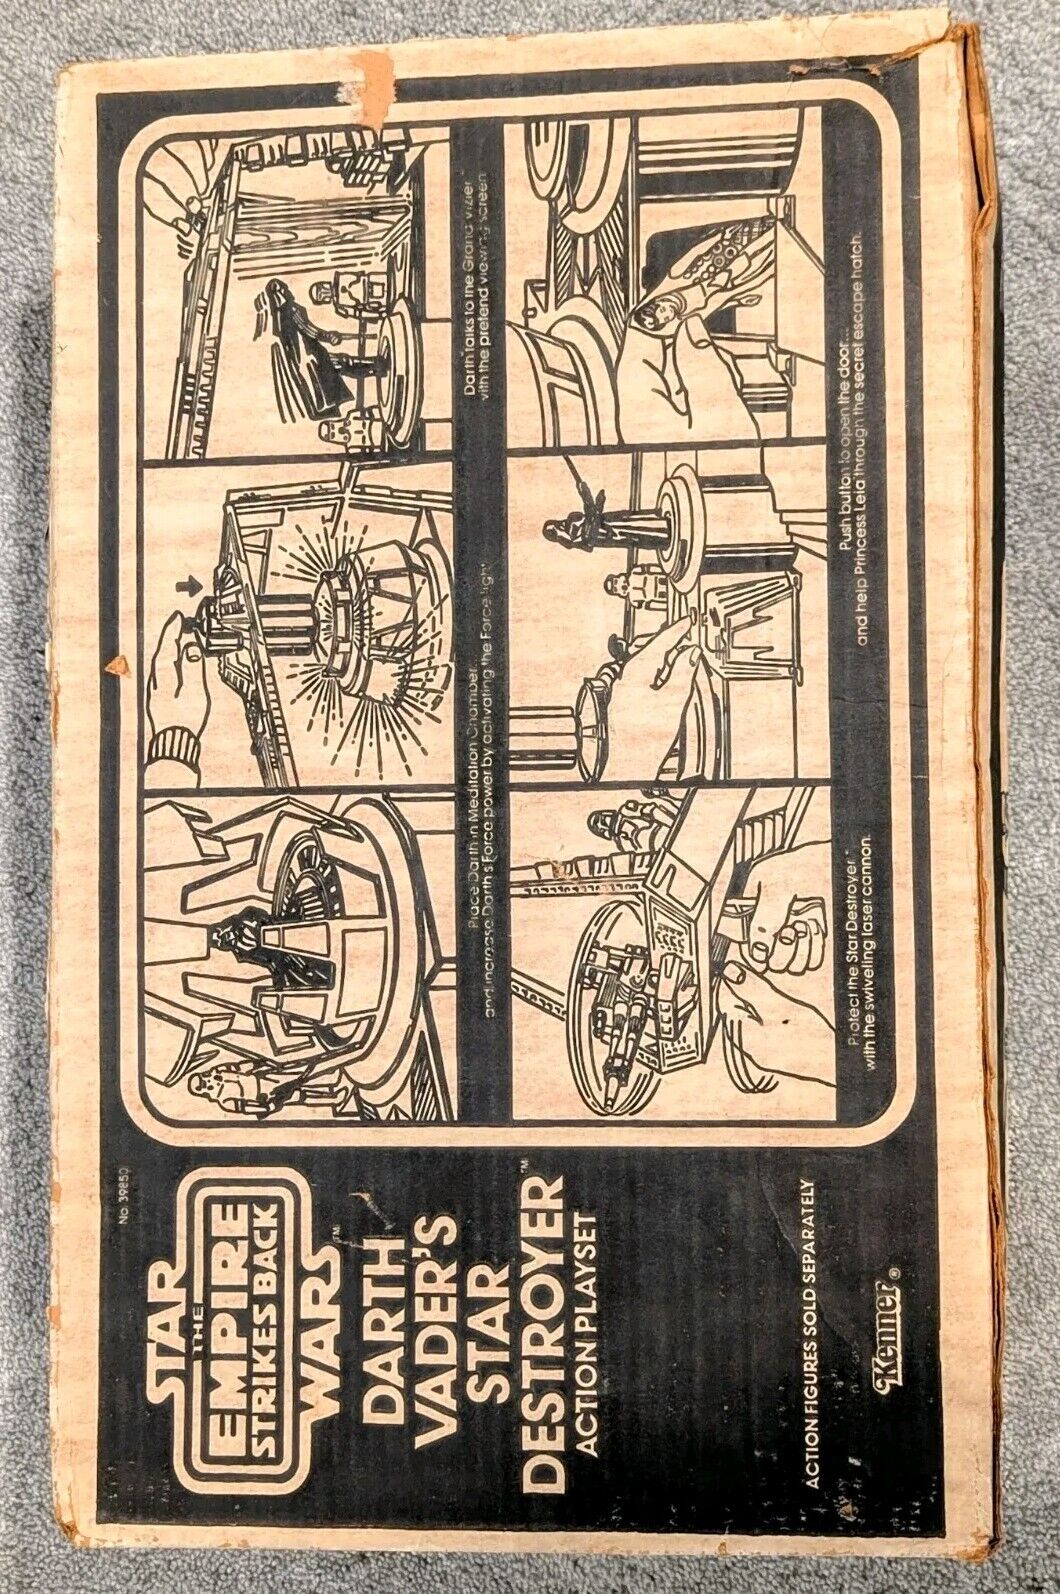 No. 39850
STAR
THE
EMPIRE
STRIKES BACK
WARS™
DARTH
VADER'S
STAR
DESTROYER™
ACTION PLAYSET
ACTION FIGURES SOLD SEPARATELY
Kenner®
Place Darth in Meditation Chamber
and increase Darth's Force power by activating the Force light
Darth talks to the Grand Vizier
with the pretend viewing screen
Protect the Star Destroyer™
with the swiveling laser cannon.
Push button to open the door...
and help Princess Leia through the secret escape hatch.